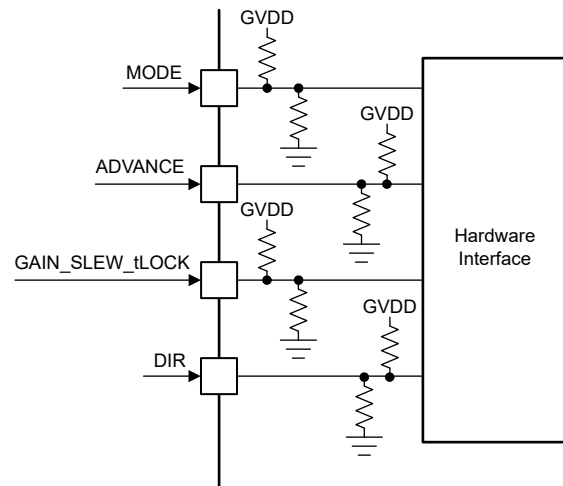 GVDD
MODE
GVDD
ADVANCE
GVDD
Hardware
Interface
GAIN_SLEW_tLOCK
GVDD
DIR